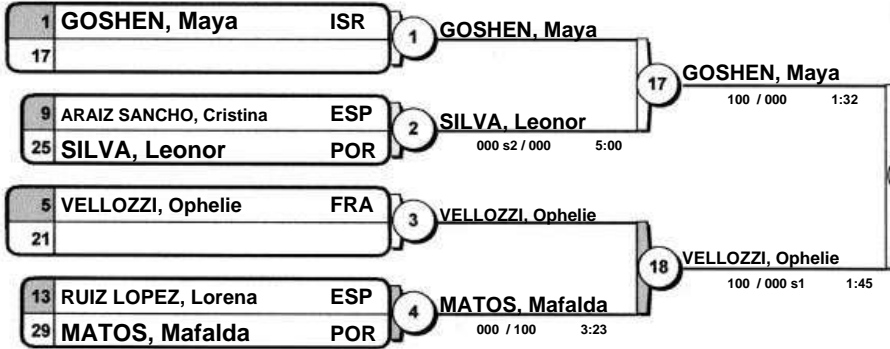 1 GOSHEN, Maya ISR
17
1
GOSHEN, Maya
9 ARAIZ SANCHO, Cristina ESP
25 SILVA, Leonor POR
2
SILVA, Leonor
000 s2 / 000 5:00
17
GOSHEN, Maya
100 / 000 1:32
5 VELLOZZI, Ophelie FRA
21
3
VELLOZZI, Ophelie
13 RUIZ LOPEZ, Lorena ESP
29 MATOS, Mafalda POR
4
MATOS, Mafalda
000 / 100 3:23
18
VELLOZZI, Ophelie
100 / 000 s1 1:45